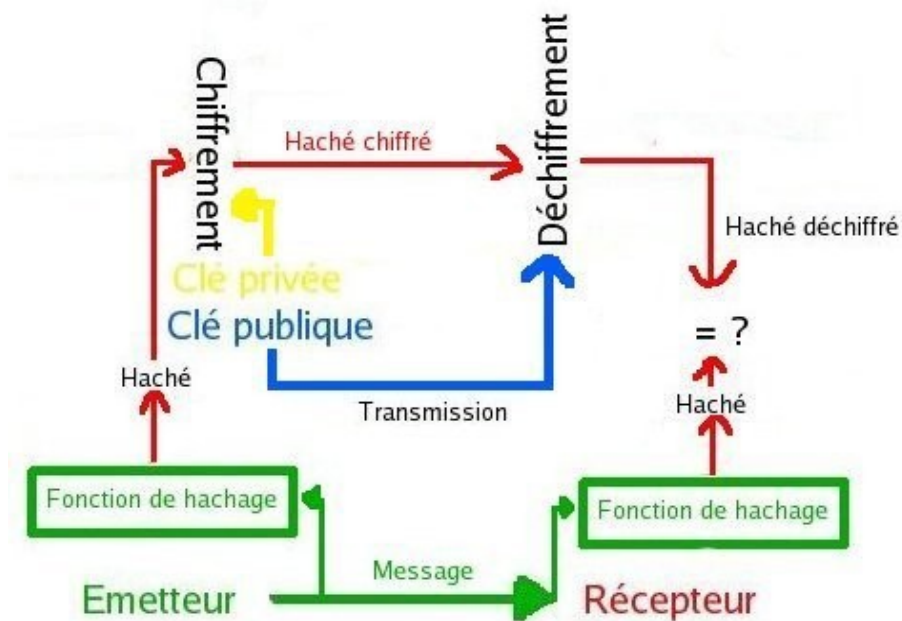 Chiffrement
Haché chiffré
Déchiffrement
Haché déchiffré
Clé privée
Clé publique
= ?
Haché
Transmission
Haché
Fonction de hachage
Fonction de hachage
Message
Emetteur
Récepteur